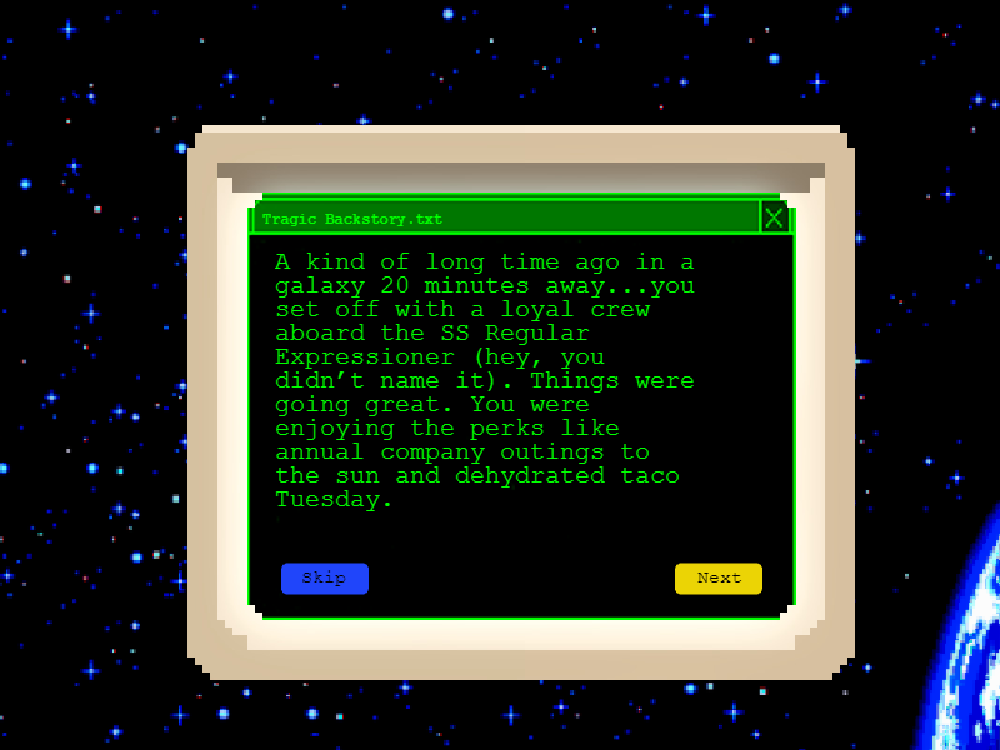 Tragic Backstory.txt
A kind of long time ago in a
galaxy 20 minutes away...you
set off with a loyal crew
aboard the SS Regular
Expressioner (hey, you
didn't name it). Things were
going great. You were
enjoying the perks like
annual company outings to
the sun and dehydrated taco
Tuesday.
Skip
Next